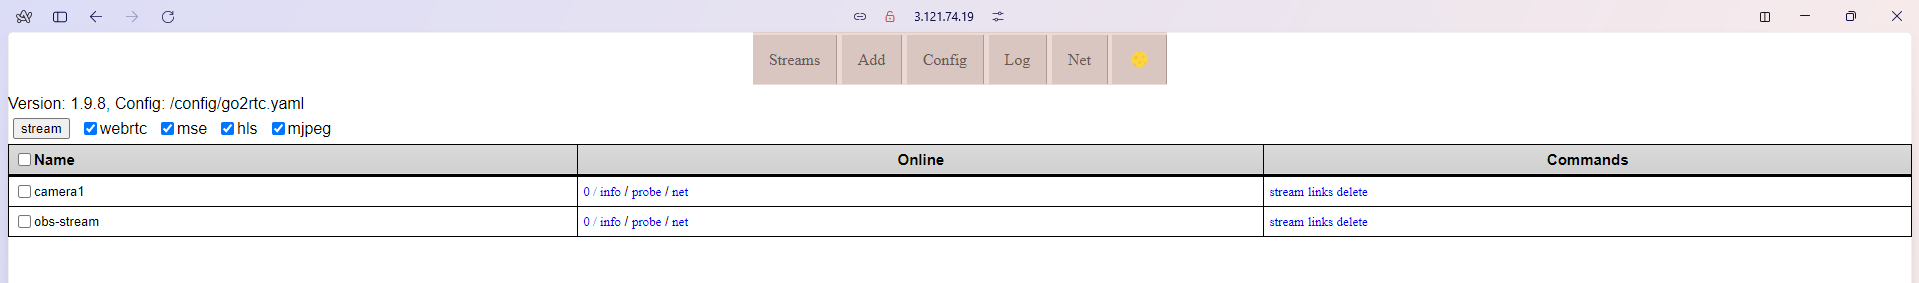 3.121.74.19
Streams Add Config Log Net
Version: 1.9.8, Config: /config/go2rtc.yaml
stream webrtc mse hls mjpeg
Name Online Commands
camera1 0 / info / probe / net stream links delete
obs-stream 0 / info / probe / net stream links delete